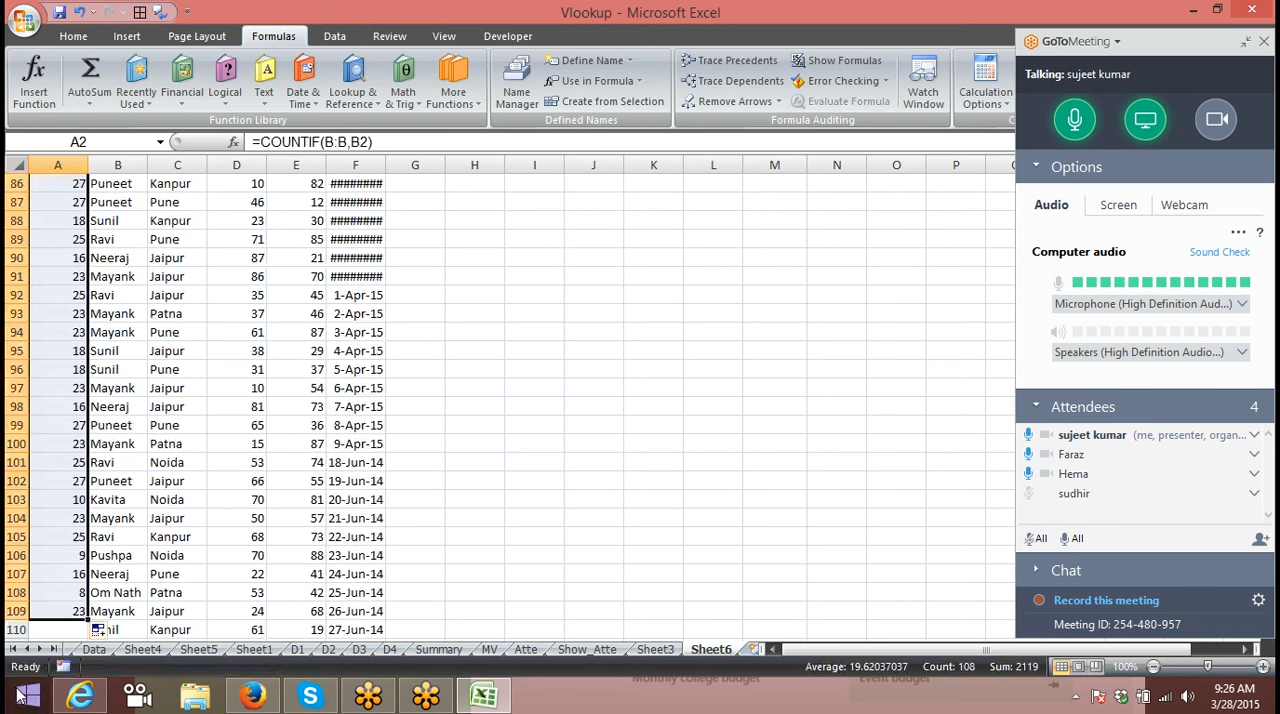 Vlookup - Microsoft Excel
Home Insert Page Layout Formulas Data Review View Developer
Insert Function
AutoSum
Recently Used
Financial
Logical
Text
Date & Time
Lookup & Reference
Math & Trig
More Functions
Function Library
Name Manager
Define Name
Use in Formula
Create from Selection
Defined Names
Trace Precedents
Trace Dependents
Remove Arrows
Show Formulas
Error Checking
Evaluate Formula
Formula Auditing
Watch Window
Calculation Options
A2 fx =COUNTIF(B:B,B2)
A B C D E F G H I J K L M N O P
86 27 Puneet Kanpur 10 82 ########
87 27 Puneet Pune 46 12 ########
88 18 Sunil Kanpur 23 30 ########
89 25 Ravi Pune 71 85 ########
90 16 Neeraj Jaipur 87 21 ########
91 23 Mayank Jaipur 86 70 ########
92 25 Ravi Jaipur 35 45 1-Apr-15
93 23 Mayank Patna 37 46 2-Apr-15
94 23 Mayank Pune 61 87 3-Apr-15
95 18 Sunil Jaipur 38 29 4-Apr-15
96 18 Sunil Pune 31 37 5-Apr-15
97 23 Mayank Jaipur 10 54 6-Apr-15
98 16 Neeraj Jaipur 81 73 7-Apr-15
99 27 Puneet Pune 65 36 8-Apr-15
100 23 Mayank Patna 15 87 9-Apr-15
101 25 Ravi Noida 53 74 18-Jun-14
102 27 Puneet Jaipur 66 55 19-Jun-14
103 10 Kavita Noida 70 81 20-Jun-14
104 23 Mayank Jaipur 50 57 21-Jun-14
105 25 Ravi Kanpur 68 73 22-Jun-14
106 9 Pushpa Noida 70 88 23-Jun-14
107 16 Neeraj Pune 22 41 24-Jun-14
108 8 Om Nath Patna 53 42 25-Jun-14
109 23 Mayank Jaipur 24 68 26-Jun-14
110 nil Kanpur 61 19 27-Jun-14
Data Sheet4 Sheet5 Sheet1 D1 D2 D3 D4 Summary MV Atte Show_Atte Sheet3 Sheet6
Ready Average: 19.62037037 Count: 108 Sum: 2119 100%
Monthly college budget Event budget
9:26 AM
3/28/2015
GoToMeeting
Talking: sujeet kumar
Options
Audio Screen Webcam
... ?
Computer audio Sound Check
Microphone (High Definition Aud...)
Speakers (High Definition Audio...)
Attendees 4
sujeet kumar (me, presenter, organ...
Faraz
Hema
sudhir
All All
Chat
Record this meeting
Meeting ID: 254-480-957